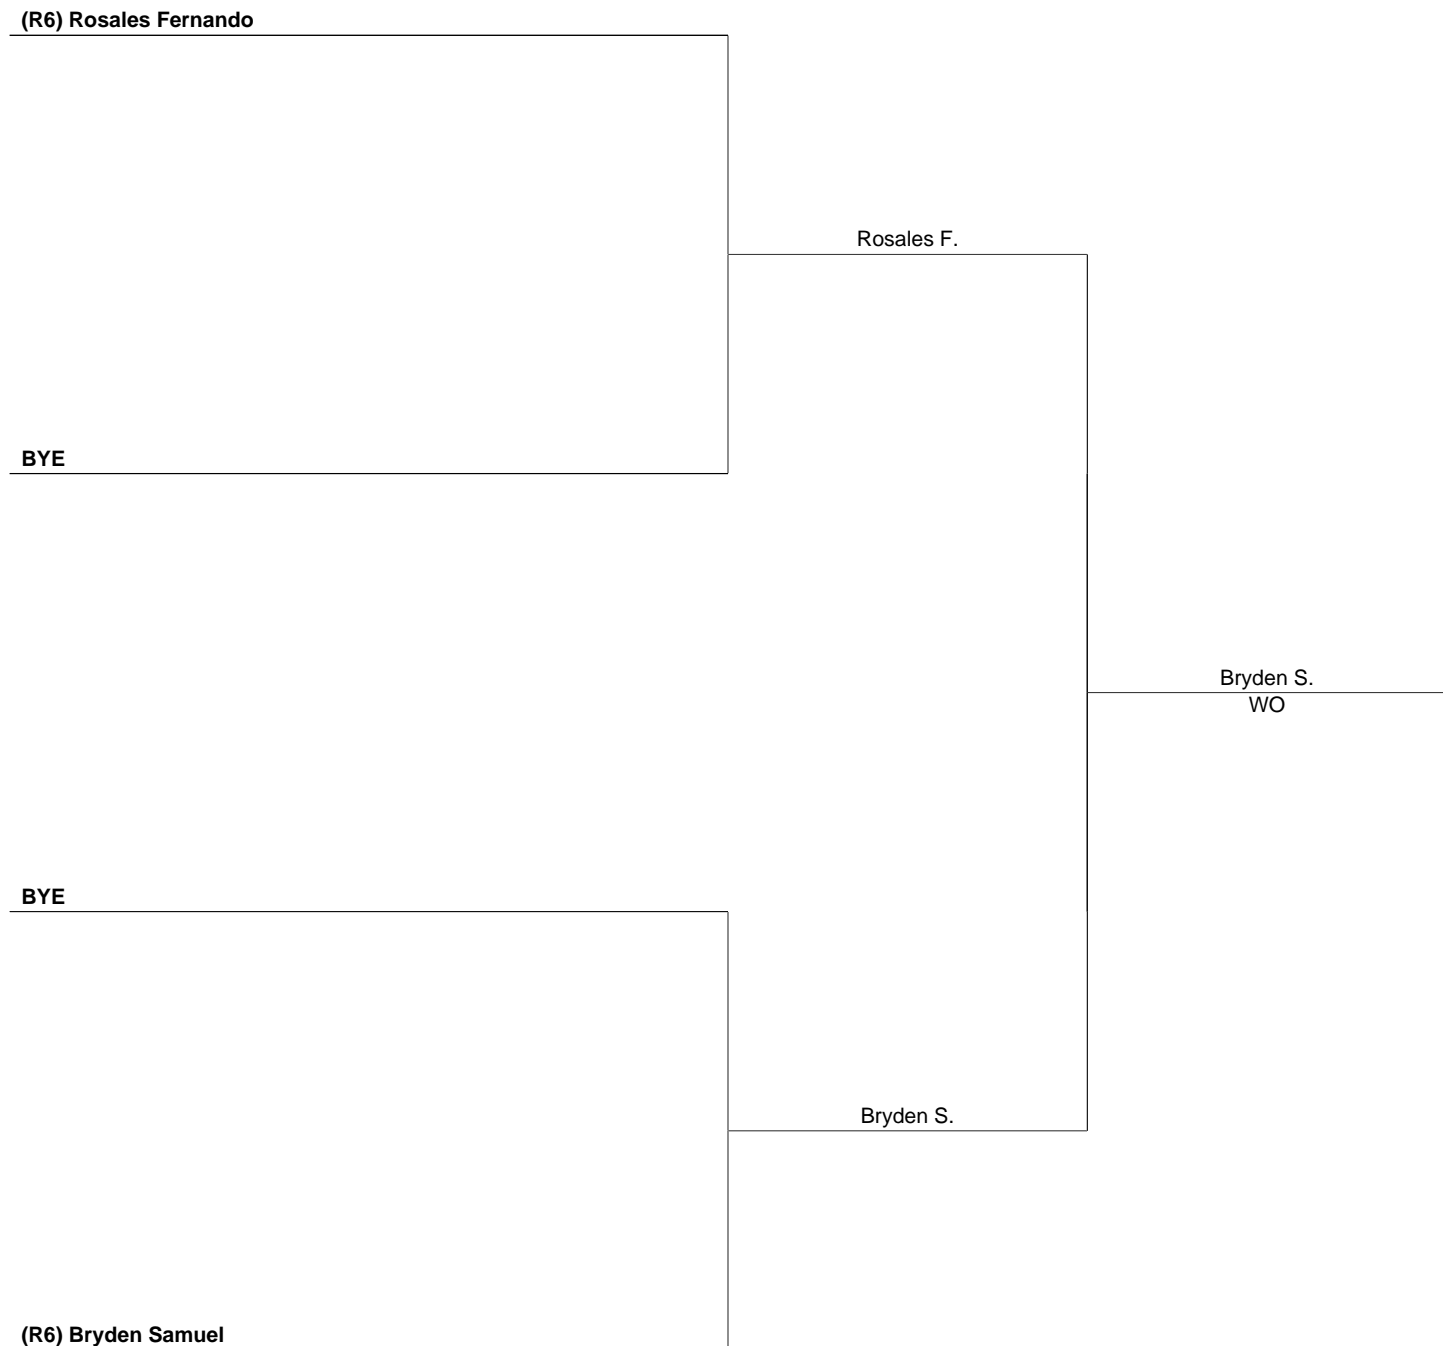 (R6) Rosales Fernando
Rosales F.
BYE
Bryden S.
WO
BYE
Bryden S.
(R6) Bryden Samuel